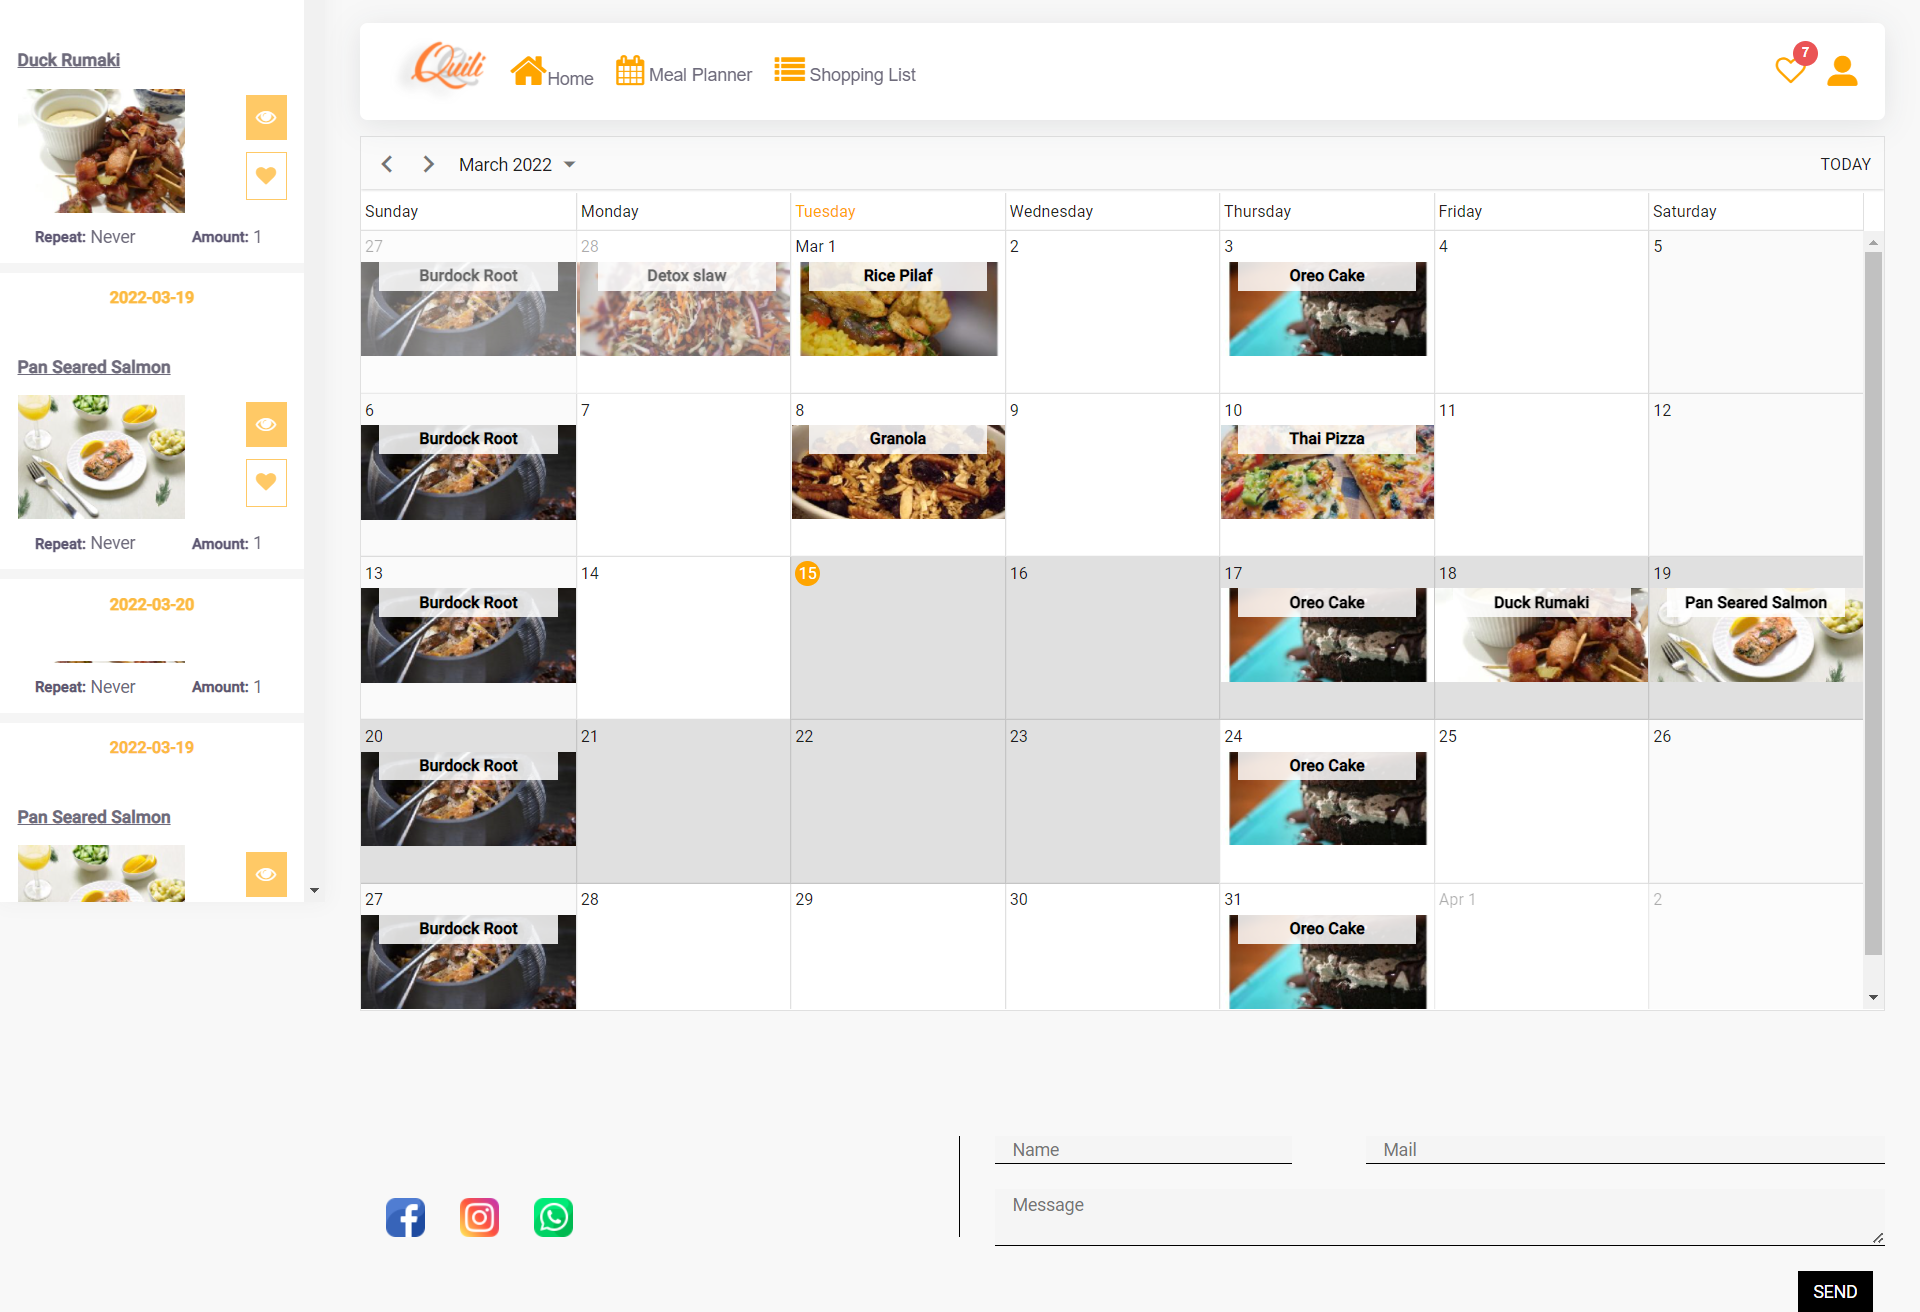 Duck Rumaki
Repeat: Never Amount: 1
2022-03-19
Pan Seared Salmon
Repeat: Never Amount: 1
2022-03-20
Repeat: Never Amount: 1
2022-03-19
Pan Seared Salmon
Quili Home Meal Planner Shopping List 7
March 2022 TODAY
Sunday Monday Tuesday Wednesday Thursday Friday Saturday
27 28 Mar 1 2 3 4 5
Burdock Root Detox slaw Rice Pilaf Oreo Cake
6 7 8 9 10 11 12
Burdock Root Granola Thai Pizza
13 14 15 16 17 18 19
Burdock Root Oreo Cake Duck Rumaki Pan Seared Salmon
20 21 22 23 24 25 26
Burdock Root Oreo Cake
27 28 29 30 31 Apr 1 2
Burdock Root Oreo Cake
Name Mail
Message
SEND